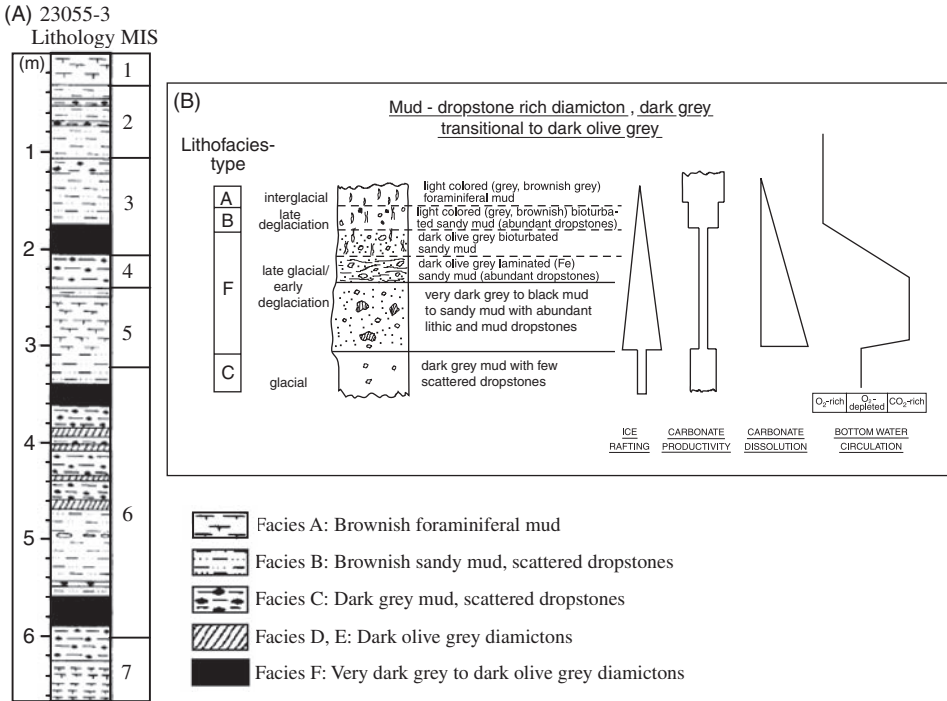 (A) 23055-3
Lithology MIS
(m)
1
2
3
4
5
6
1
2
3
4
5
6
7
(B)
Mud - dropstone rich diamicton , dark grey
transitional to dark olive grey
Lithofacies-
type
A
B
F
C
interglacial
late
deglaciation
late glacial/
early
deglaciation
glacial
light colored (grey, brownish grey)
foraminiferal mud
light colored (grey, brownish) bioturba-
ted sandy mud (abundant dropstones)
dark olive grey bioturbated
sandy mud
dark olive grey laminated (Fe)
sandy mud (abundant dropstones)
very dark grey to black mud
to sandy mud with abundant
lithic and mud dropstones
dark grey mud with few
scattered dropstones
O2-rich
O2-
depleted
CO2-rich
ICE
RAFTING
CARBONATE
PRODUCTIVITY
CARBONATE
DISSOLUTION
BOTTOM WATER
CIRCULATION
Facies A: Brownish foraminiferal mud
Facies B: Brownish sandy mud, scattered dropstones
Facies C: Dark grey mud, scattered dropstones
Facies D, E: Dark olive grey diamictons
Facies F: Very dark grey to dark olive grey diamictons